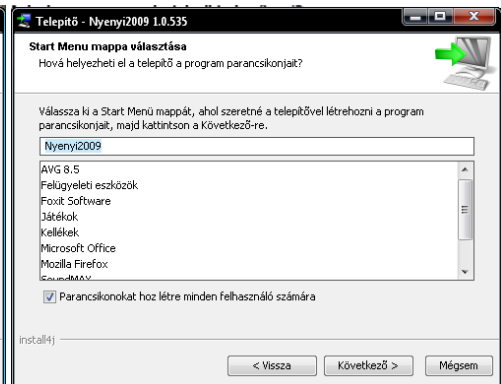 Telepítő - Nyenyi2009 1.0.535
Start Menu mappa választása
Hová helyezheti el a telepítő a program parancsikonjait?
Válassza ki a Start Menü mappát, ahol szeretné a telepítővel létrehozni a program
parancsikonjait, majd kattintson a Következő-re.
Nyenyi2009
AVG 8.5
Felügyeleti eszközök
Foxit Software
Játékok
Kellékek
Microsoft Office
Mozilla Firefox
SoundMAX
Parancsikonokat hoz létre minden felhasználó számára
install4j
< Vissza
Következő >
Mégsem